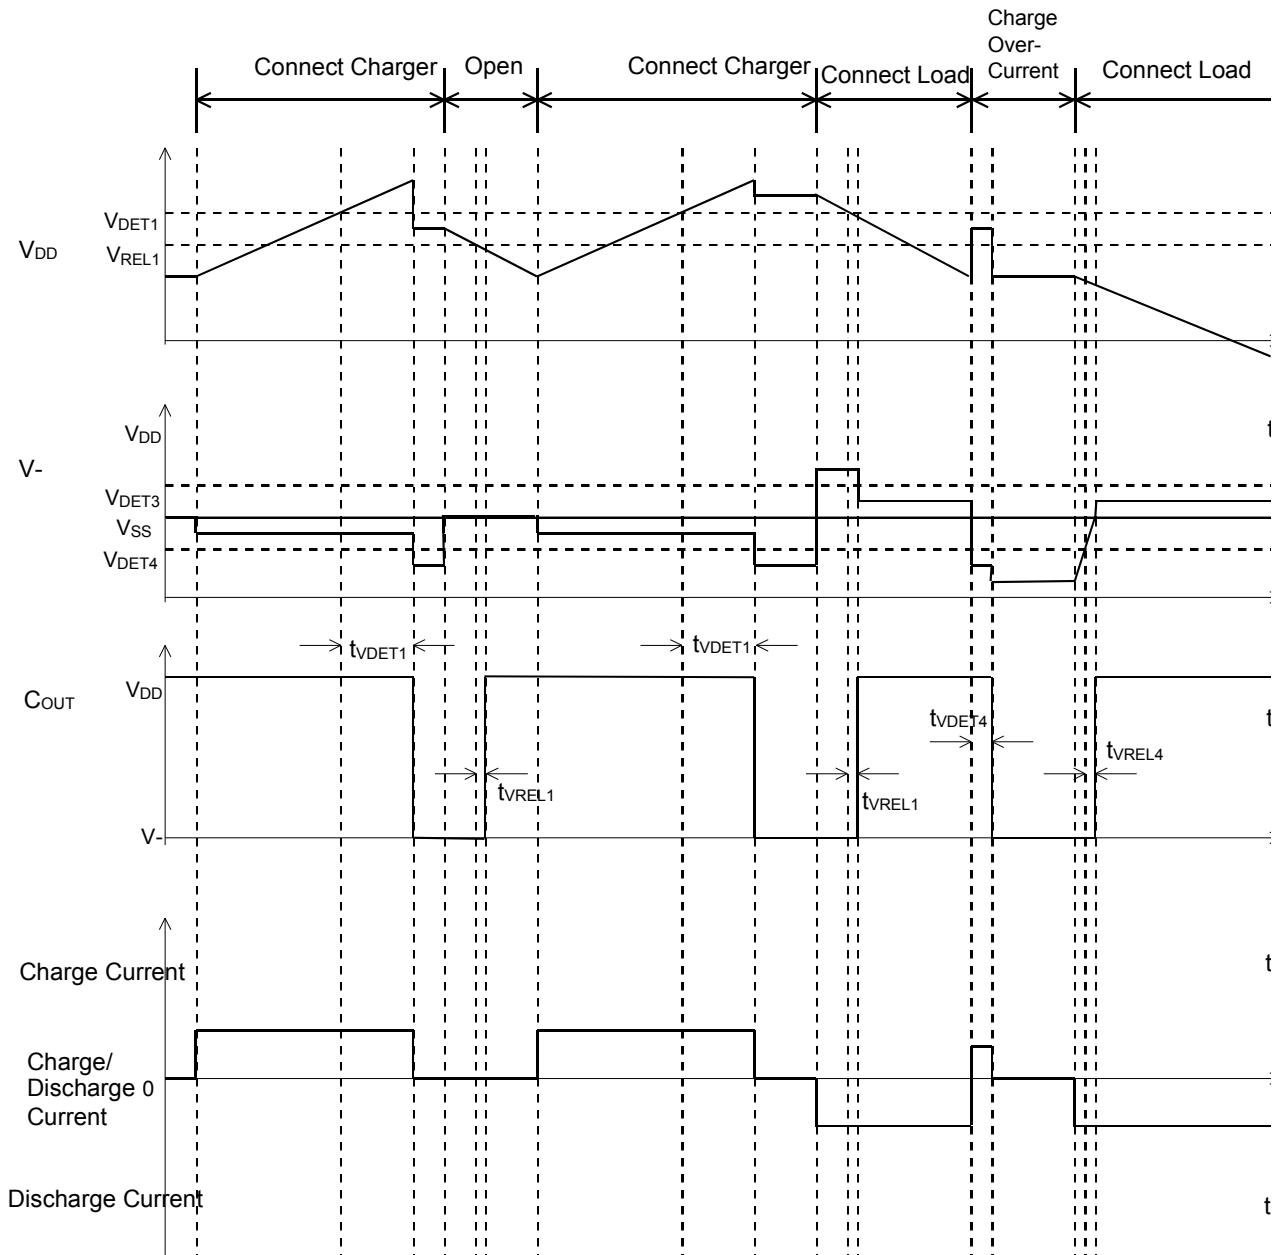 Charge
Over-
Current
Connect Charger
Open
Connect Charger
Connect Load
Connect Load
VDD
VDET1
VREL1
t
V-
VDD
VDET3
VSS
VDET4
tVDET1
tVDET1
COUT
VDD
t
tVDET4
tVREL1
tVREL1
tVREL4
V-
Charge Current
t
Charge/
Discharge 0
Current
Discharge Current
t